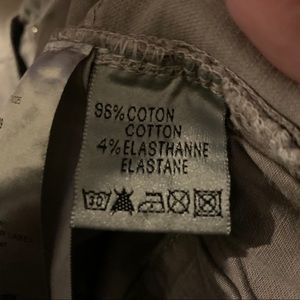 96% COTON
COTTON
4% ELASTHANNE
ELASTANE
30